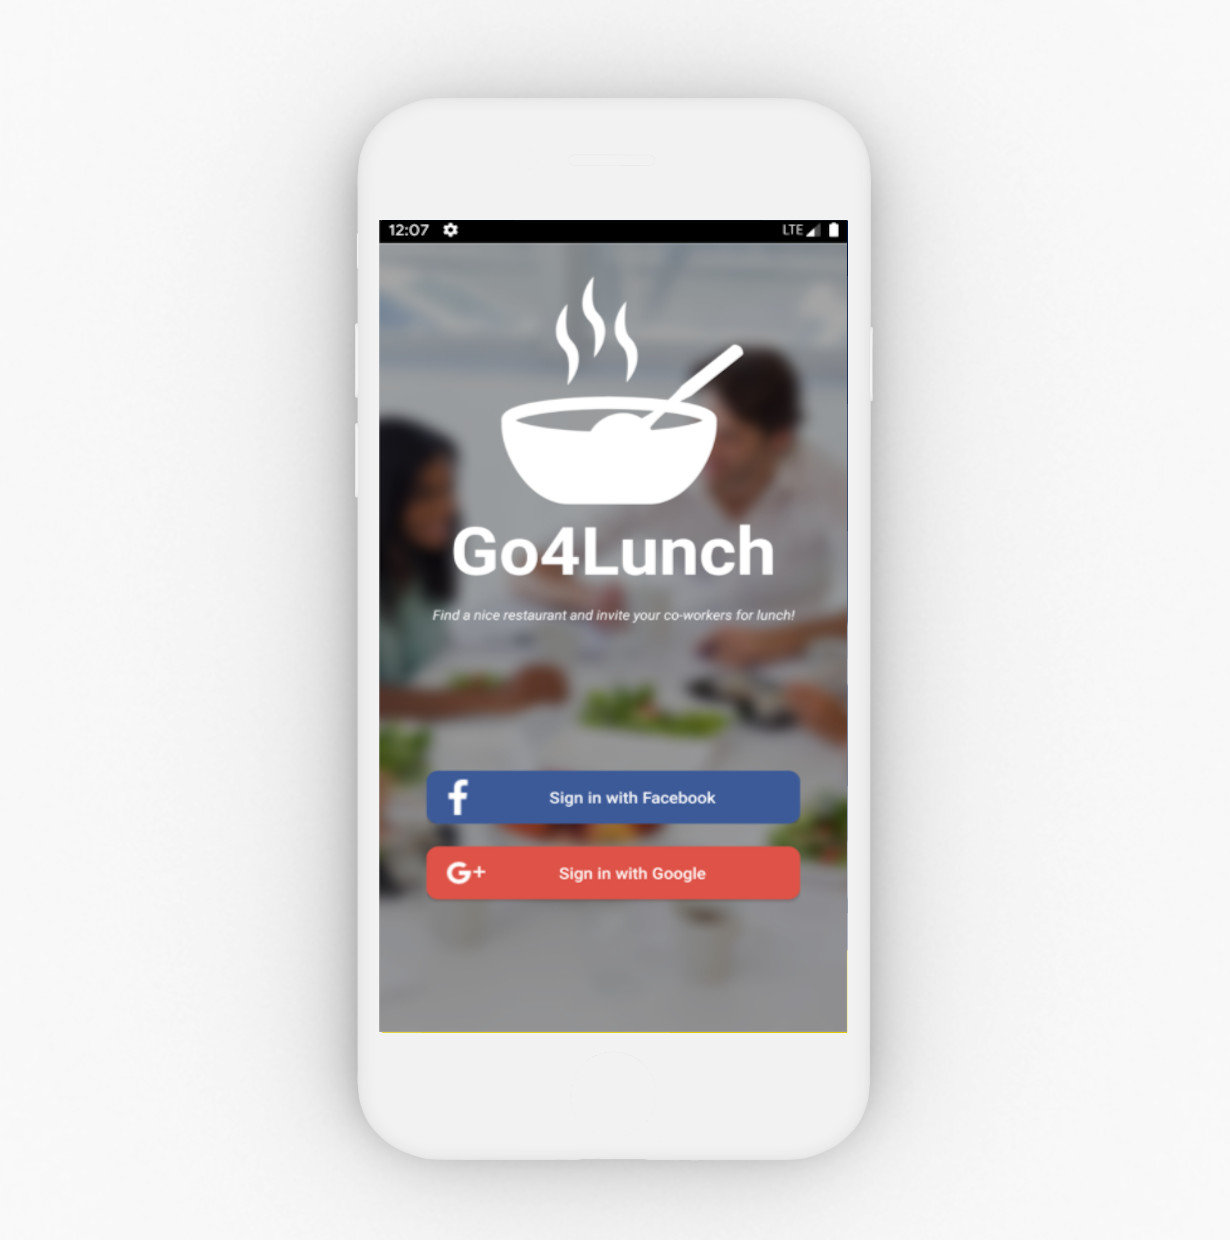 12:07 LTE
Go4Lunch
Find a nice restaurant and invite your co-workers for lunch!
f Sign in with Facebook
G+ Sign in with Google